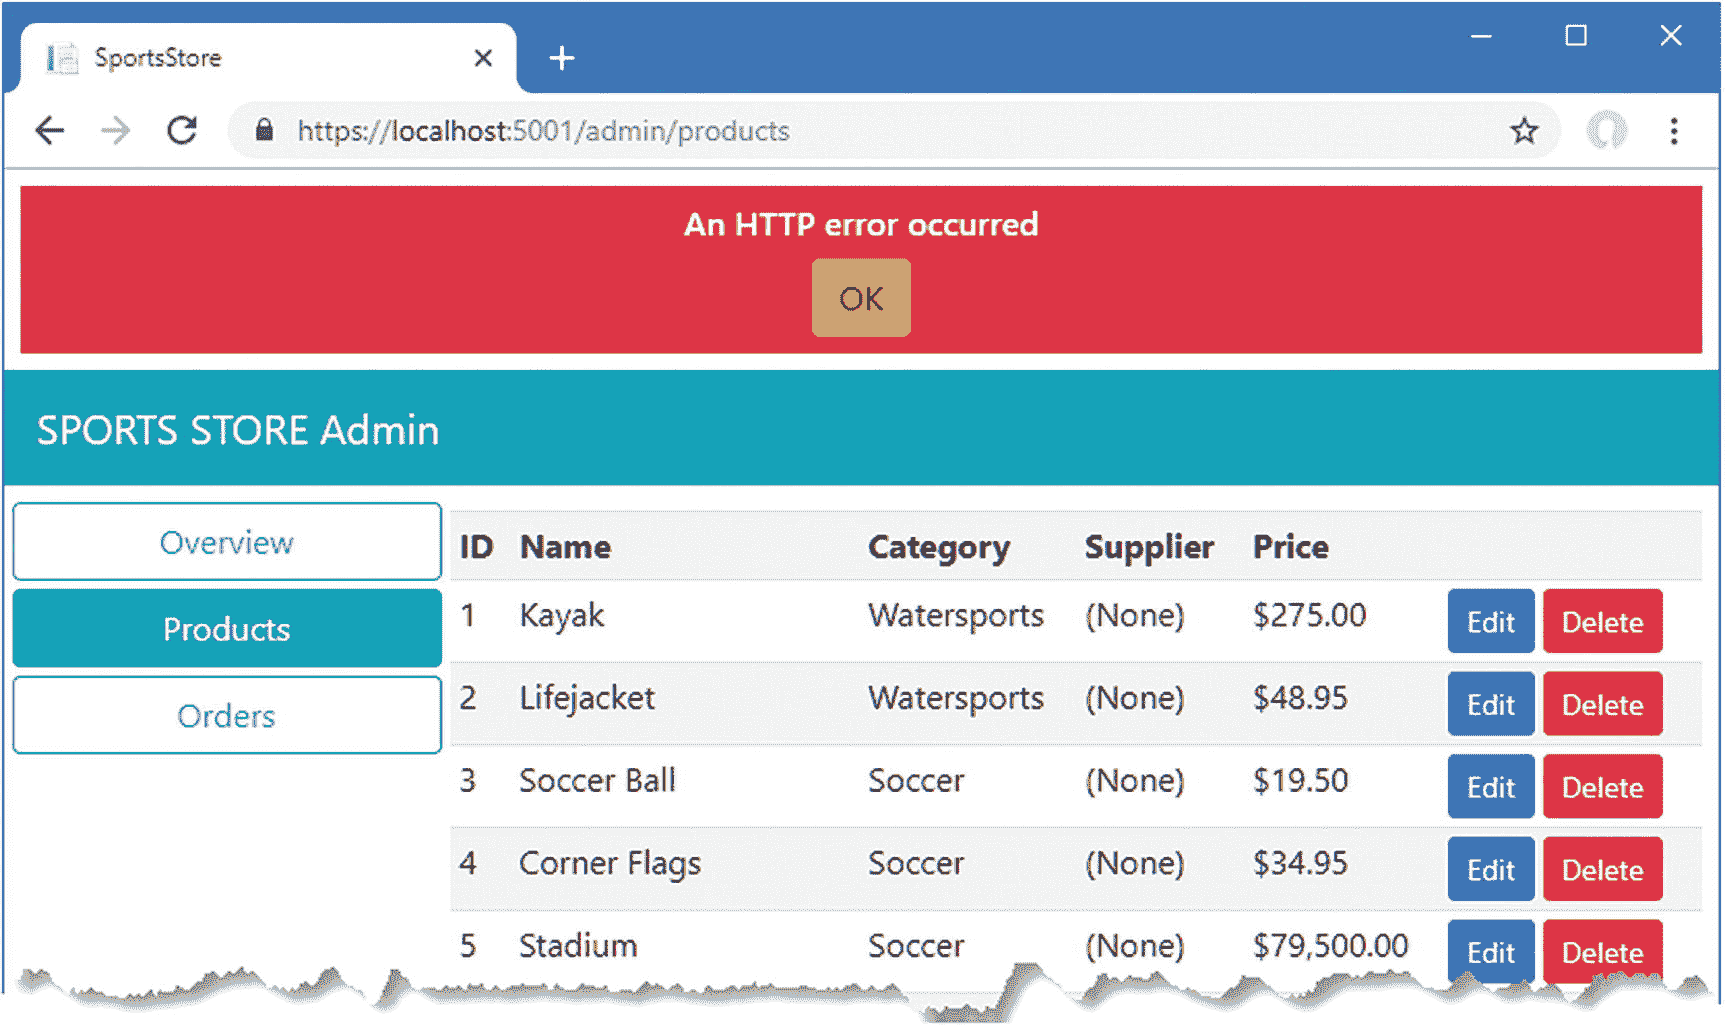 SportsStore
https://localhost:5001/admin/products
An HTTP error occurred
OK
SPORTS STORE Admin
Overview
Products
Orders
ID Name Category Supplier Price
1 Kayak Watersports (None) $275.00 Edit Delete
2 Lifejacket Watersports (None) $48.95 Edit Delete
3 Soccer Ball Soccer (None) $19.50 Edit Delete
4 Corner Flags Soccer (None) $34.95 Edit Delete
5 Stadium Soccer (None) $79,500.00 Edit Delete